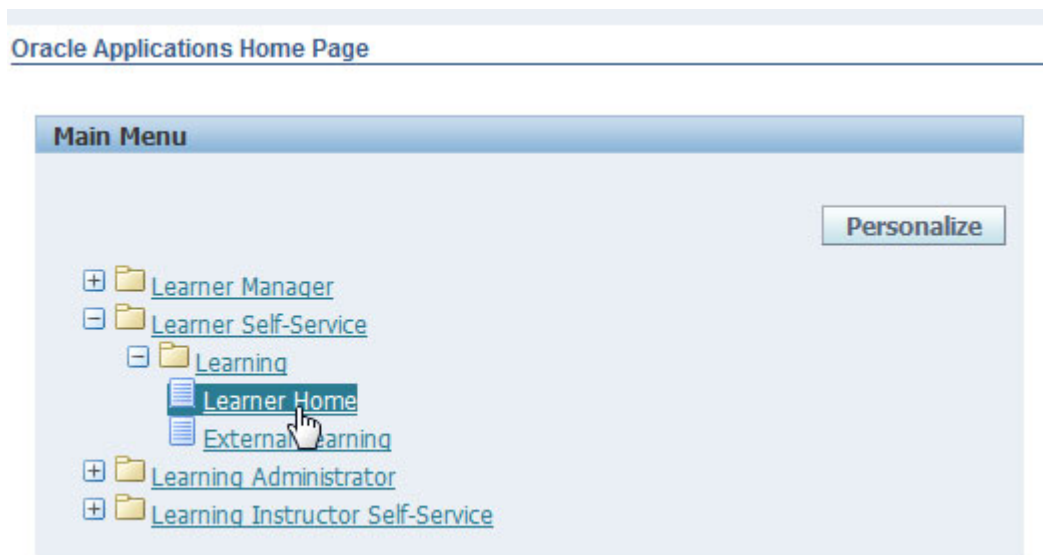 Oracle Applications Home Page
Main Menu
Personalize
Learner Manager
Learner Self-Service
Learning
Learner Home
External Learning
Learning Administrator
Learning Instructor Self-Service